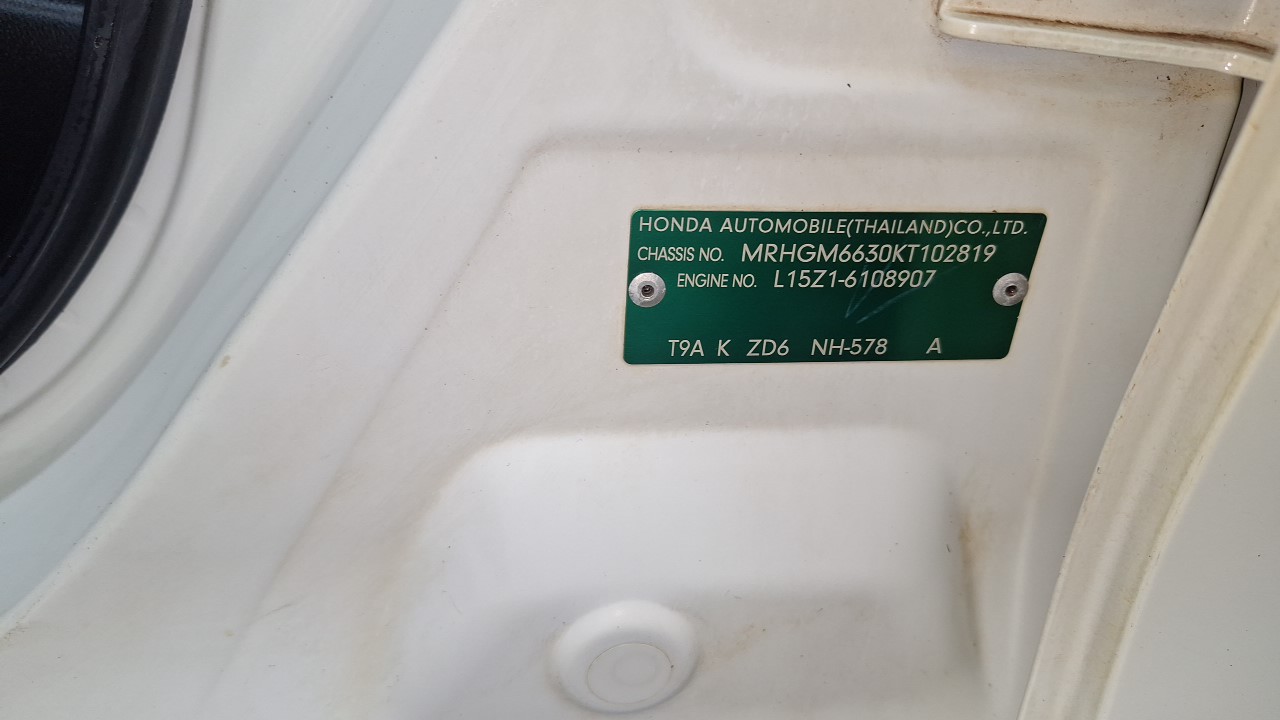 HONDA AUTOMOBILE(THAILAND)CO.,LTD.
CHASSIS NO. MRHGM6630KT102819
ENGINE NO. L15Z1-6108907
T9A K ZD6 NH-578 A